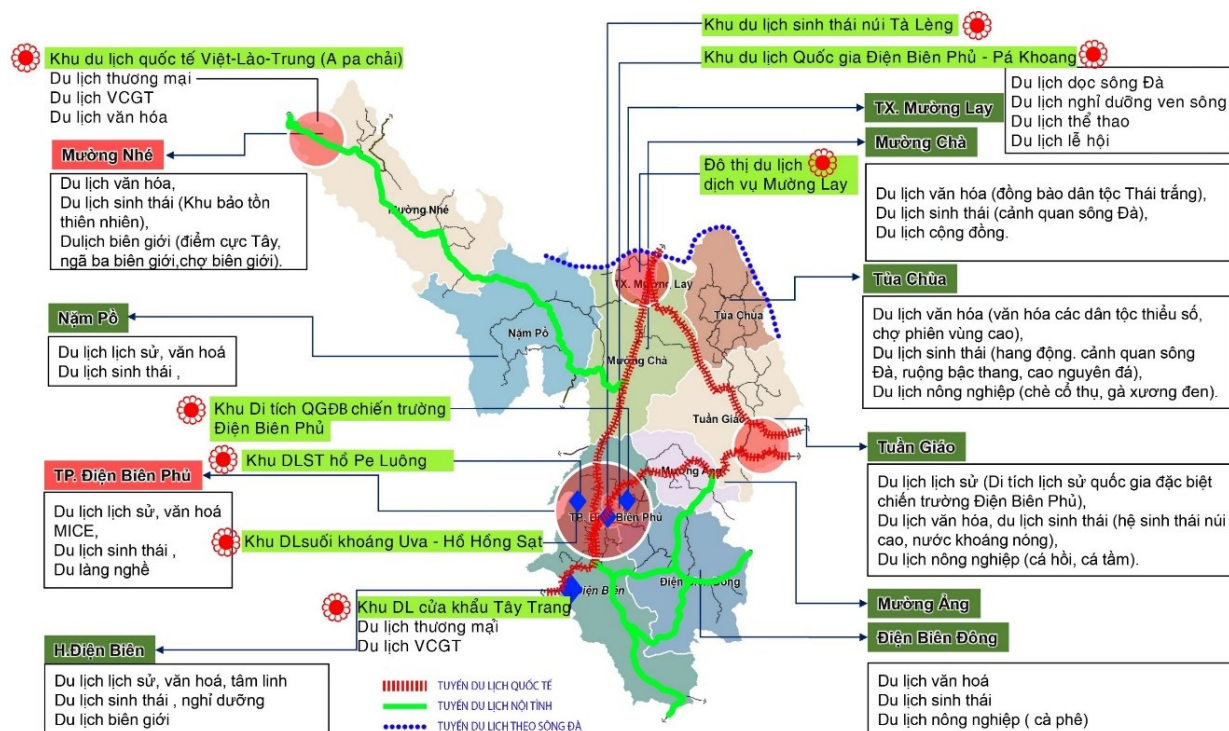 Khu du lịch sinh thái núi Tà Lèng
Khu du lịch quốc tế Việt-Lào-Trung (A pa chải)
Du lịch thương mại
Du lịch VCGT
Du lịch văn hóa
Khu du lịch Quốc gia Điện Biên Phủ - Pá Khoang
TX. Mường Lay
Du lịch dọc sông Đà
Du lịch nghỉ dưỡng ven sông
Du lịch thể thao
Du lịch lễ hội
Mường Chà
Mường Nhé
Du lịch văn hóa,
Du lịch sinh thái (Khu bảo tồn
thiên nhiên),
Dulịch biên giới (điểm cực Tây,
ngã ba biên giới,chợ biên giới).
Đô thị du lịch
dịch vụ Mường Lay
Du lịch văn hóa (đồng bào dân tộc Thái trắng),
Du lịch sinh thái (cảnh quan sông Đà),
Du lịch cộng đồng.
Mường Nhé
TX. Mường Lay
Tủa Chùa
Nặm Pồ
Mường Chà
Tuần Giáo
Mường Ảng
TP. Điện Biên Phủ
Điện Biên Đông
Điện Biên
Tủa Chùa
Du lịch văn hóa (văn hóa các dân tộc thiểu số,
chợ phiên vùng cao),
Du lịch sinh thái (hang động. cảnh quan sông
Đà, ruộng bậc thang, cao nguyên đá),
Du lịch nông nghiệp (chè cổ thụ, gà xương đen).
Nặm Pồ
Du lịch lịch sử, văn hoá
Du lịch sinh thái ,
Khu Di tích QGĐB chiến trường
Điện Biên Phủ
Khu DLST hồ Pe Luông
TP. Điện Biên Phủ
Du lịch lịch sử, văn hoá
MICE,
Du lịch sinh thái ,
Du làng nghề
Khu DLsuối khoáng Uva - Hồ Hồng Sạt
Tuần Giáo
Du lịch lịch sử (Di tích lịch sử quốc gia đặc biệt
chiến trường Điện Biên Phủ),
Du lịch văn hóa, du lịch sinh thái (hệ sinh thái núi
cao, nước khoáng nóng),
Du lịch nông nghiệp (cá hồi, cá tầm).
Khu DL cửa khẩu Tây Trang
Du lịch thương mại
Du lịch VCGT
Mường Ảng
Điện Biên Đông
Du lịch văn hoá
Du lịch sinh thái
Du lịch nông nghiệp ( cà phê)
H.Điện Biên
Du lịch lịch sử, văn hoá, tâm linh
Du lịch sinh thái , nghỉ dưỡng
Du lịch biên giới
TUYẾN DU LỊCH QUỐC TẾ
TUYẾN DU LỊCH NỘI TỈNH
TUYẾN DU LỊCH THEO SÔNG ĐÀ